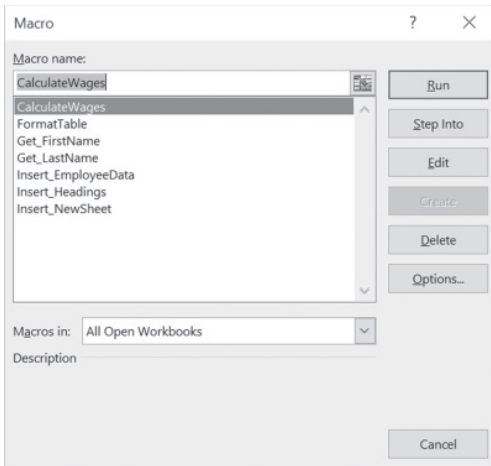 Macro
?
Macro name:
CalculateWages
Run
CalculateWages
FormatTable
Get_FirstName
Get_LastName
Insert_EmployeeData
Insert_Headings
Insert_NewSheet
Step Into
Edit
Create
Delete
Options...
Macros in: All Open Workbooks
Description
Cancel